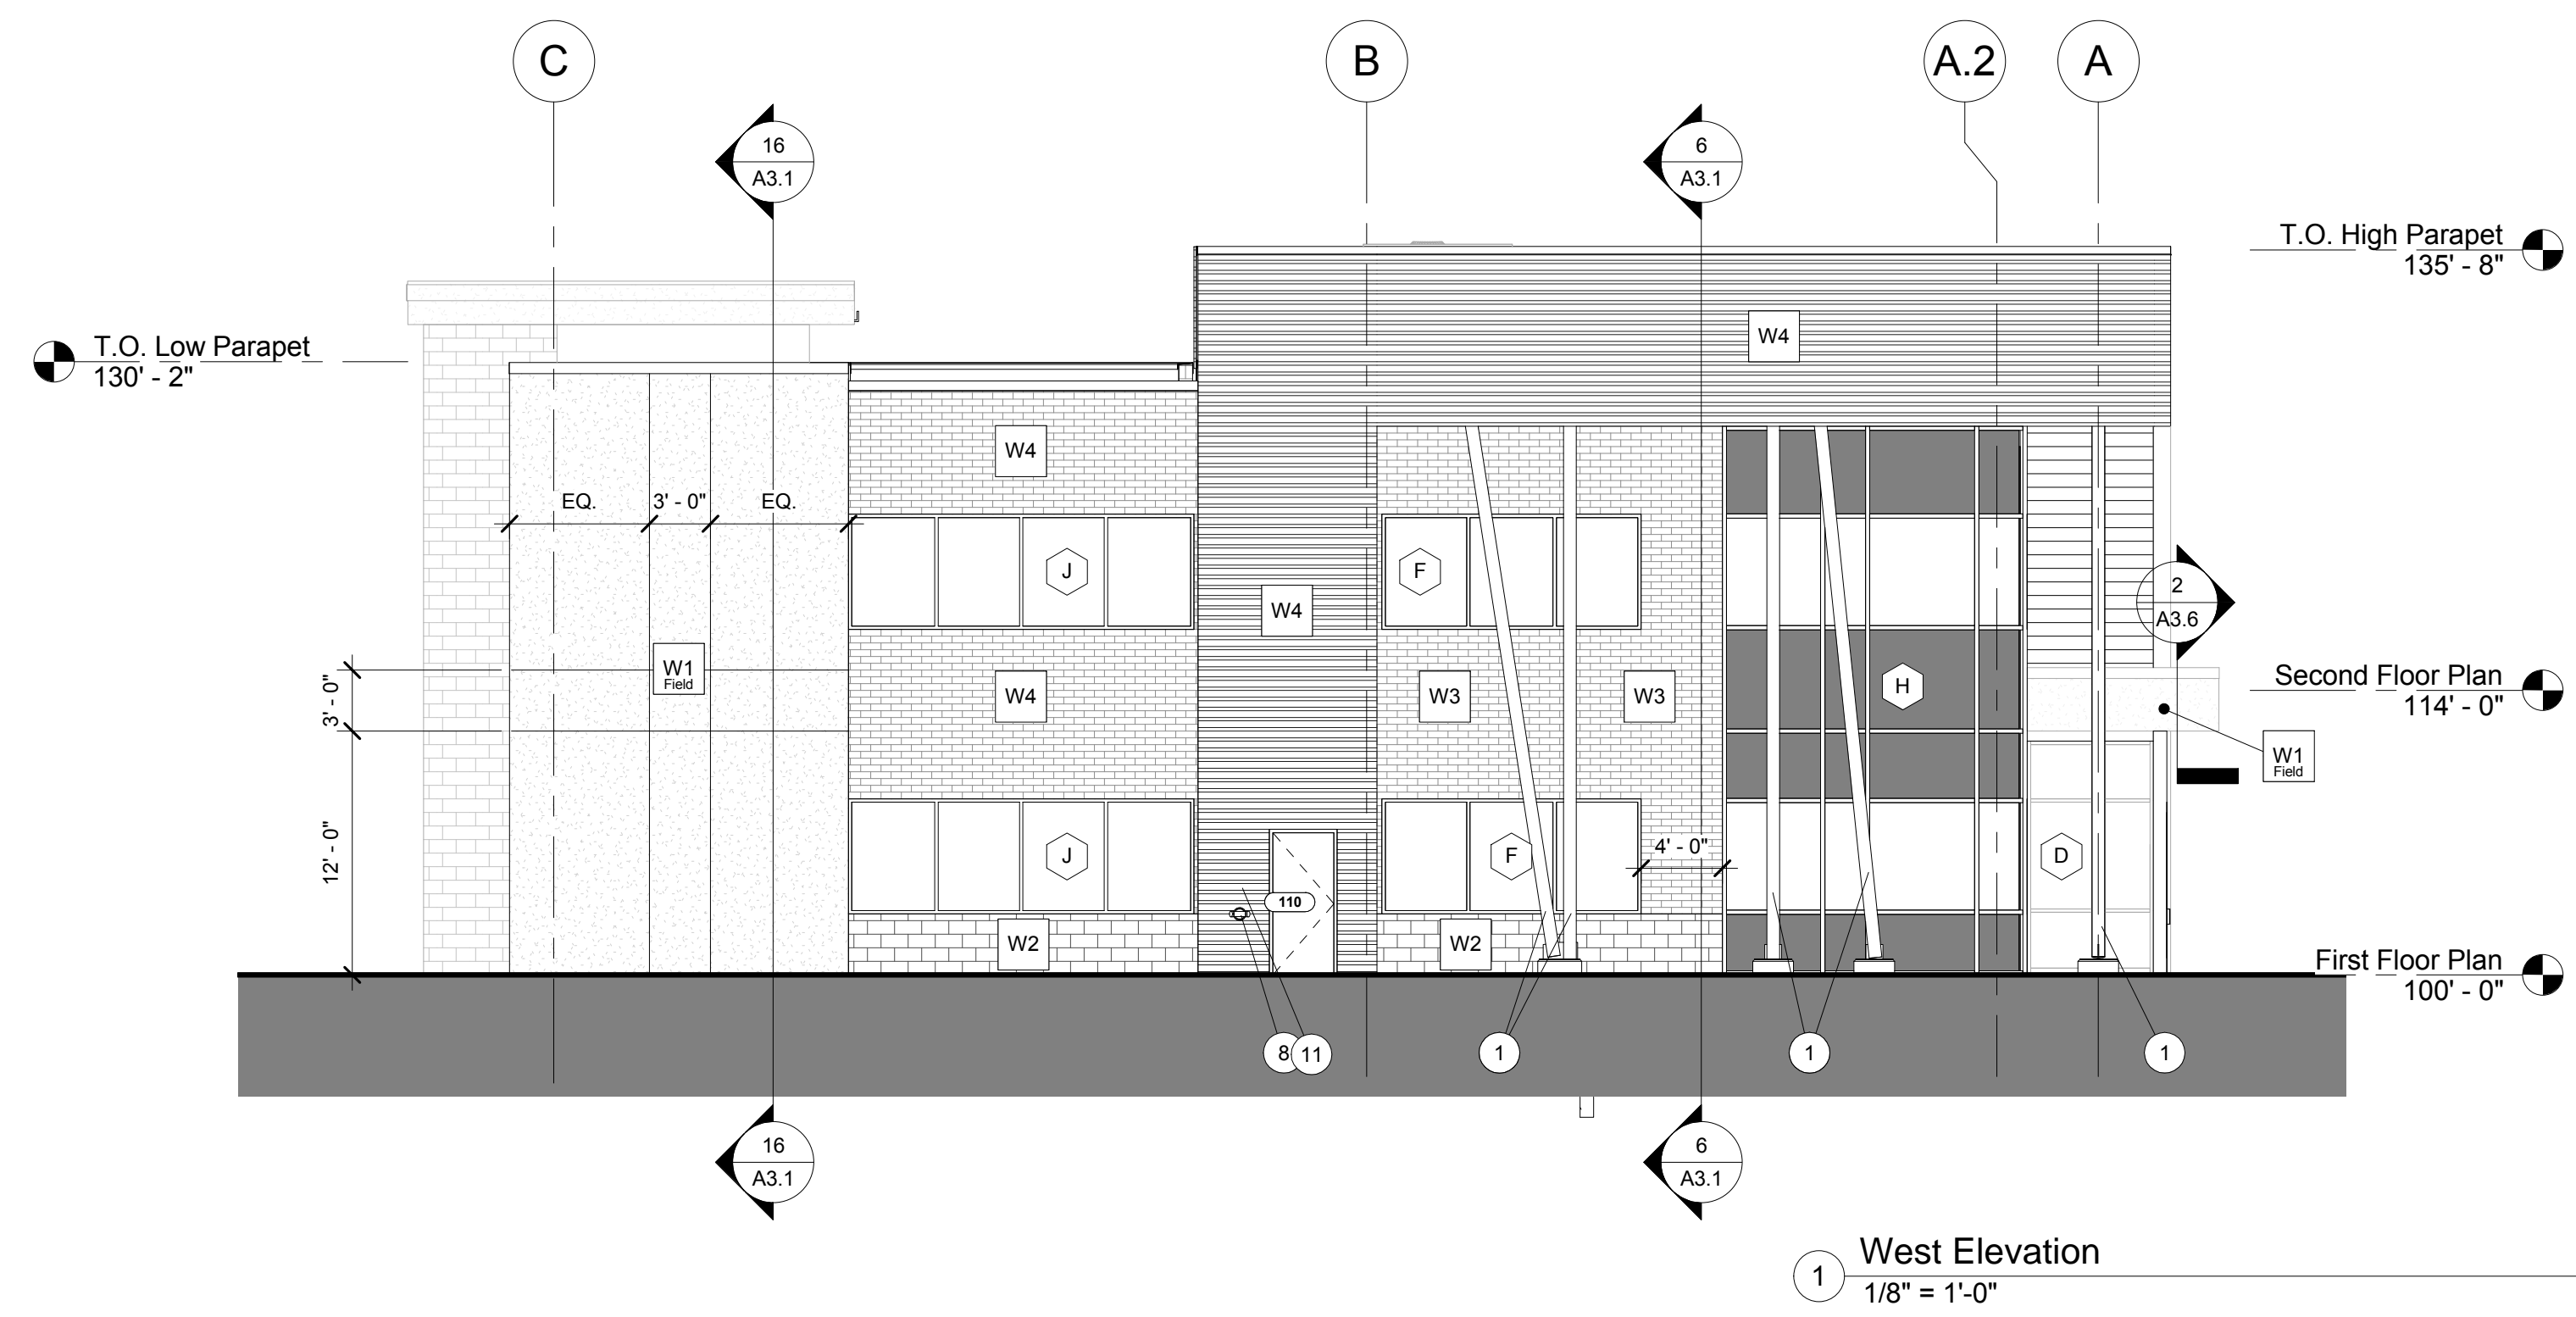 C
B
A.2
A
16
A3.1
6
A3.1
T.O. High Parapet
135' - 8"
T.O. Low Parapet
130' - 2"
W4
W4
EQ.
3' - 0"
EQ.
J
F
W4
2
A3.6
W1
Field
W4
W3
W3
H
Second Floor Plan
114' - 0"
3' - 0"
W1
Field
12' - 0"
J
F
4' - 0"
D
110
W2
W2
First Floor Plan
100' - 0"
8
11
1
1
1
16
A3.1
6
A3.1
1
West Elevation
1/8" = 1'-0"